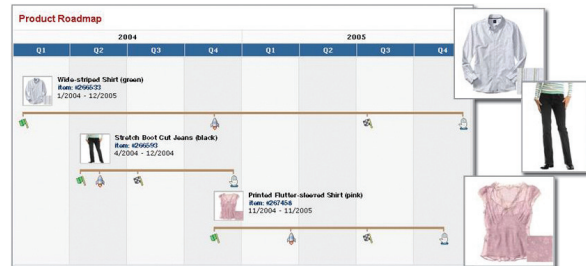 Product Roadmap
2004 2005
Q1 Q2 Q3 Q4 Q1 Q2 Q3 Q4
Wide-striped Shirt (green)
item: #266533
1/2004 - 12/2005
Stretch Boot Cut Jeans (black)
item: #266593
4/2004 - 12/2004
Printed Flutter-sleeved Shirt (pink)
item: #267458
11/2004 - 11/2005